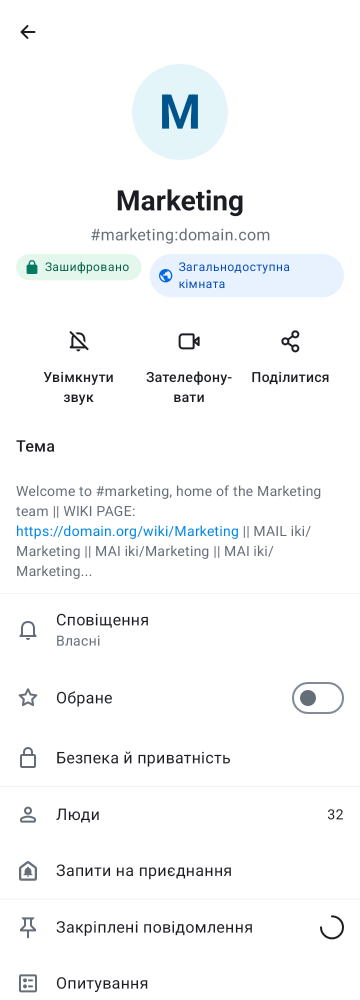 M
Marketing
#marketing:domain.com
Зашифровано
Загальнодоступна
кімната
Увімкнути
звук
Зателефону-
вати
Поділитися
Тема
Welcome to #marketing, home of the Marketing
team || WIKI PAGE:
https://domain.org/wiki/Marketing || MAIL iki/
Marketing || MAI iki/Marketing || MAI iki/
Marketing...
Сповіщення
Власні
Обране
Безпека й приватність
Люди
32
Запити на приєднання
Закріплені повідомлення
Опитування